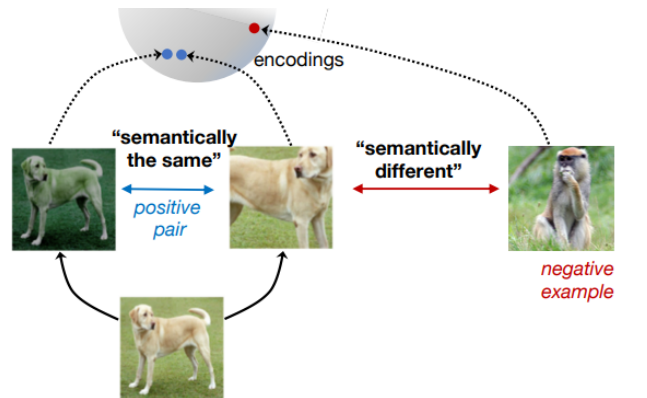 encodings
“semantically
the same”
positive
pair
“semantically
different”
negative
example